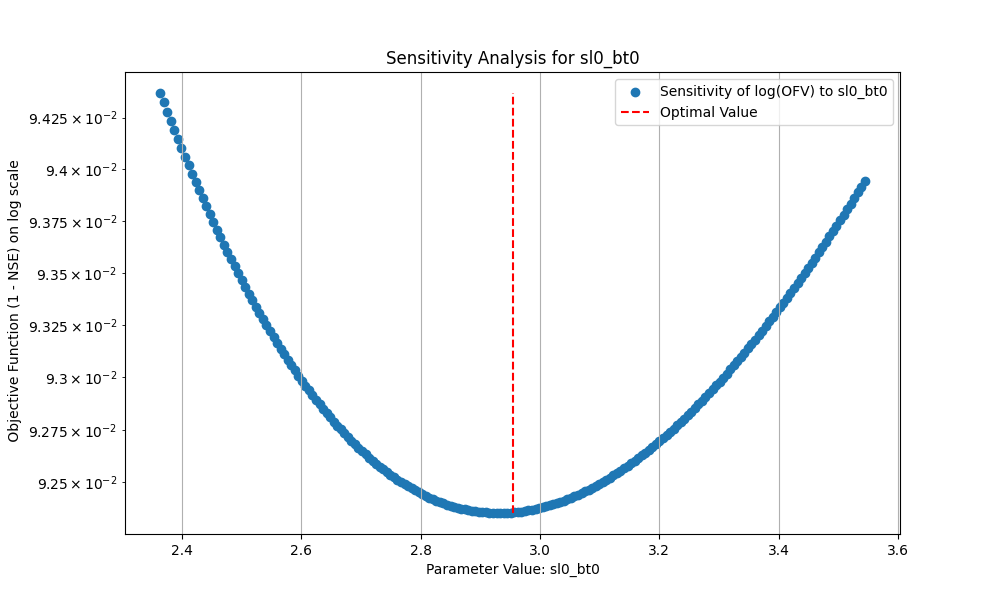 Sensitivity Analysis for sl0_bt0
Sensitivity of log(OFV) to sl0_bt0
Optimal Value
Objective Function (1 - NSE) on log scale
9.425 × 10⁻²
9.4 × 10⁻²
9.375 × 10⁻²
9.35 × 10⁻²
9.325 × 10⁻²
9.3 × 10⁻²
9.275 × 10⁻²
9.25 × 10⁻²
2.4 2.6 2.8 3.0 3.2 3.4 3.6
Parameter Value: sl0_bt0